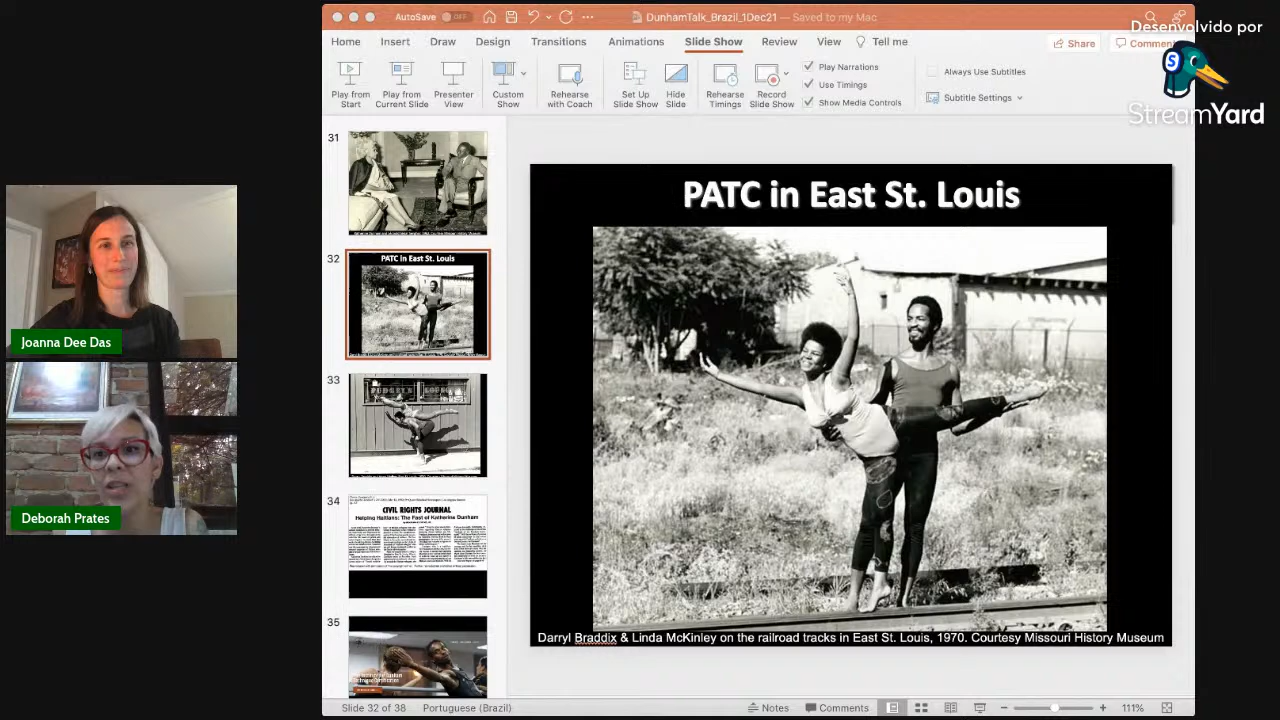 AutoSave OFF
DunhamTalk_Brazil_1Dec21 — Saved to my Mac
Desenvolvido por
StreamYard
Home Insert Draw Design Transitions Animations Slide Show Review View Tell me
Share Comments
Play from Start
Play from Current Slide
Presenter View
Custom Show
Rehearse with Coach
Set Up Slide Show
Hide Slide
Rehearse Timings
Record Slide Show
Play Narrations
Use Timings
Show Media Controls
Always Use Subtitles
Subtitle Settings
31
32
PATC in East St. Louis
33
34
CIVIL RIGHTS JOURNAL
Helping Haitians: The Fast of Katherine Dunham
35
PATC in East St. Louis
Darryl Braddix & Linda McKinley on the railroad tracks in East St. Louis, 1970. Courtesy Missouri History Museum
Joanna Dee Das
Deborah Prates
Slide 32 of 38 Portuguese (Brazil)
Notes Comments 111%